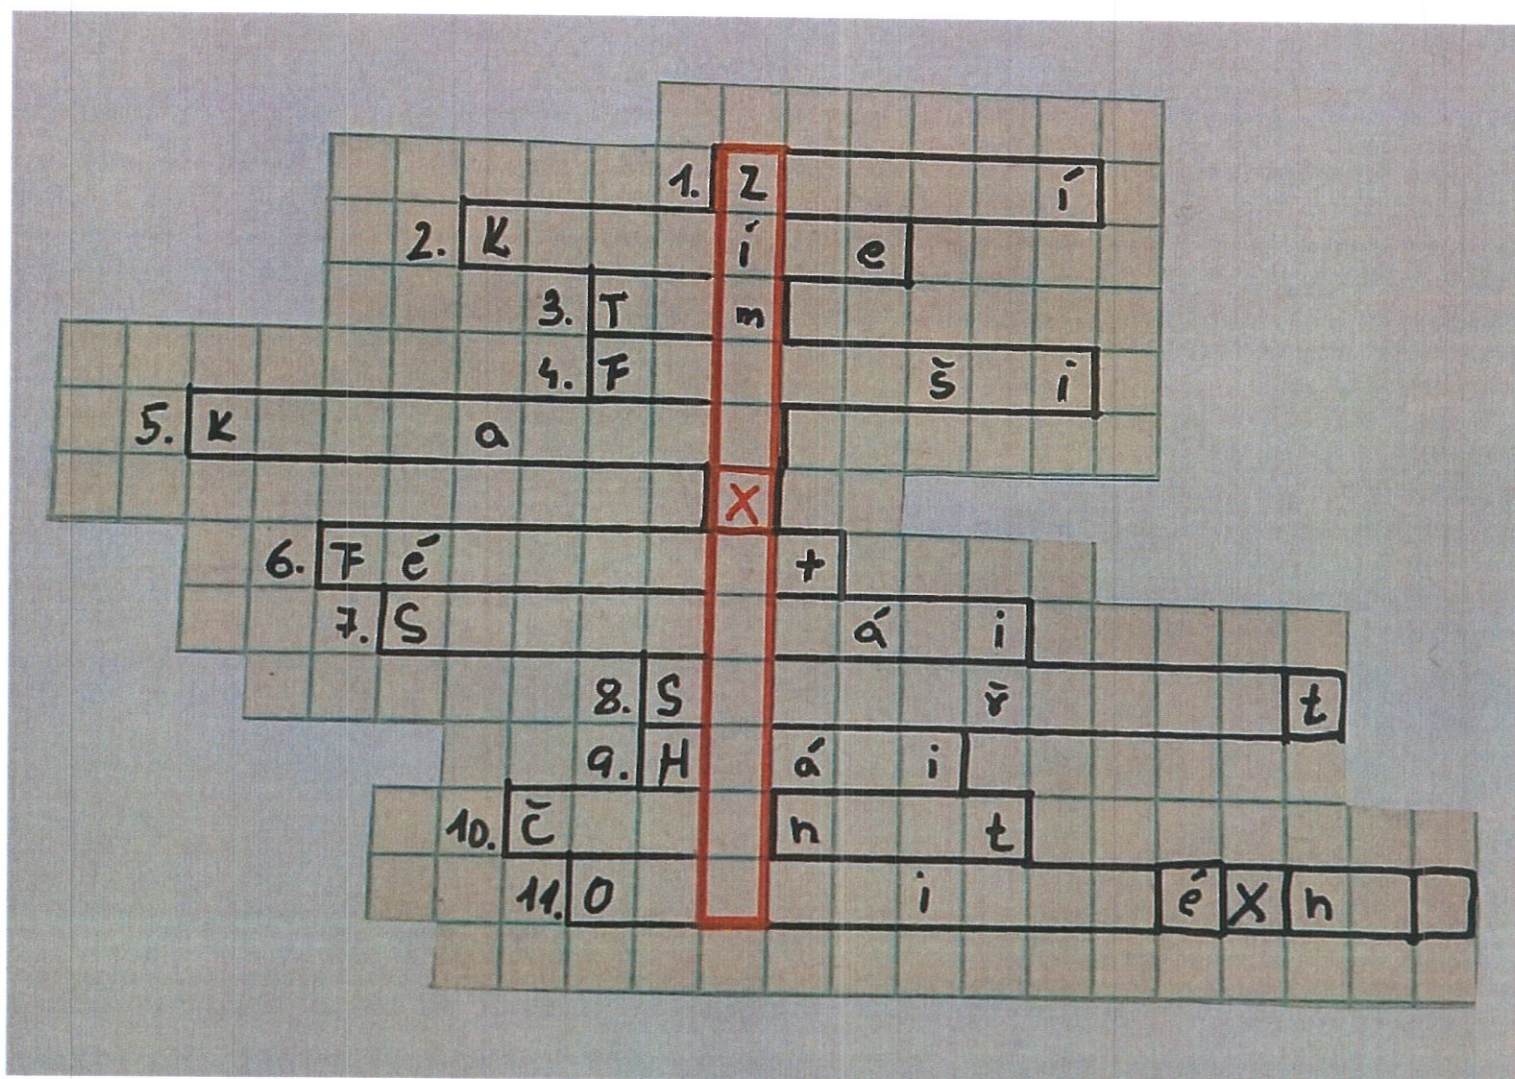 1. Z í
2. K í e
3. T m
4. F š i
5. K a
X
6. F é t
7. S á i
8. S ř t
9. H á i
10. Č n t
11. O i é X n